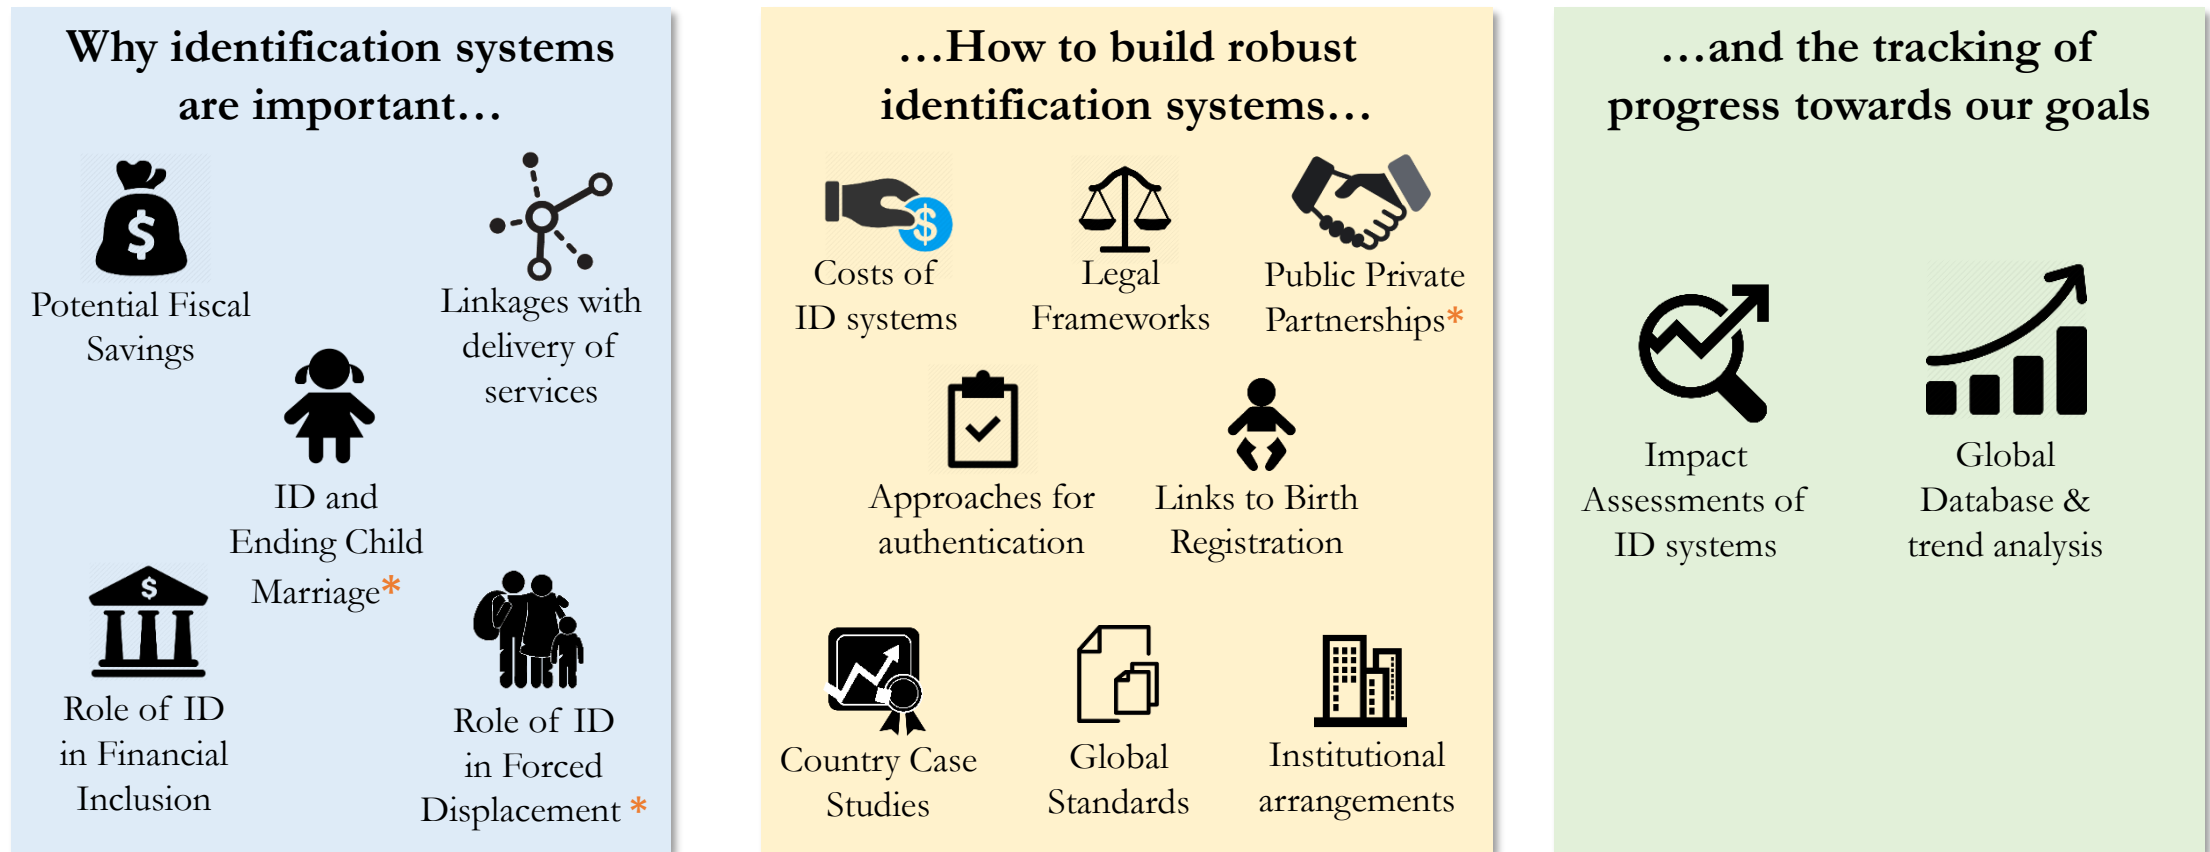 Why identification systems
are important…
$
Potential Fiscal
Savings
Linkages with
delivery of
services
ID and
Ending Child
Marriage*
$
Role of ID
in Financial
Inclusion
Role of ID
in Forced
Displacement *
…How to build robust
identification systems…
$
Costs of
ID systems
Legal
Frameworks
Public Private
Partnerships*
Approaches for
authentication
Links to Birth
Registration
Country Case
Studies
Global
Standards
Institutional
arrangements
…and the tracking of
progress towards our goals
Impact
Assessments of
ID systems
Global
Database &
trend analysis